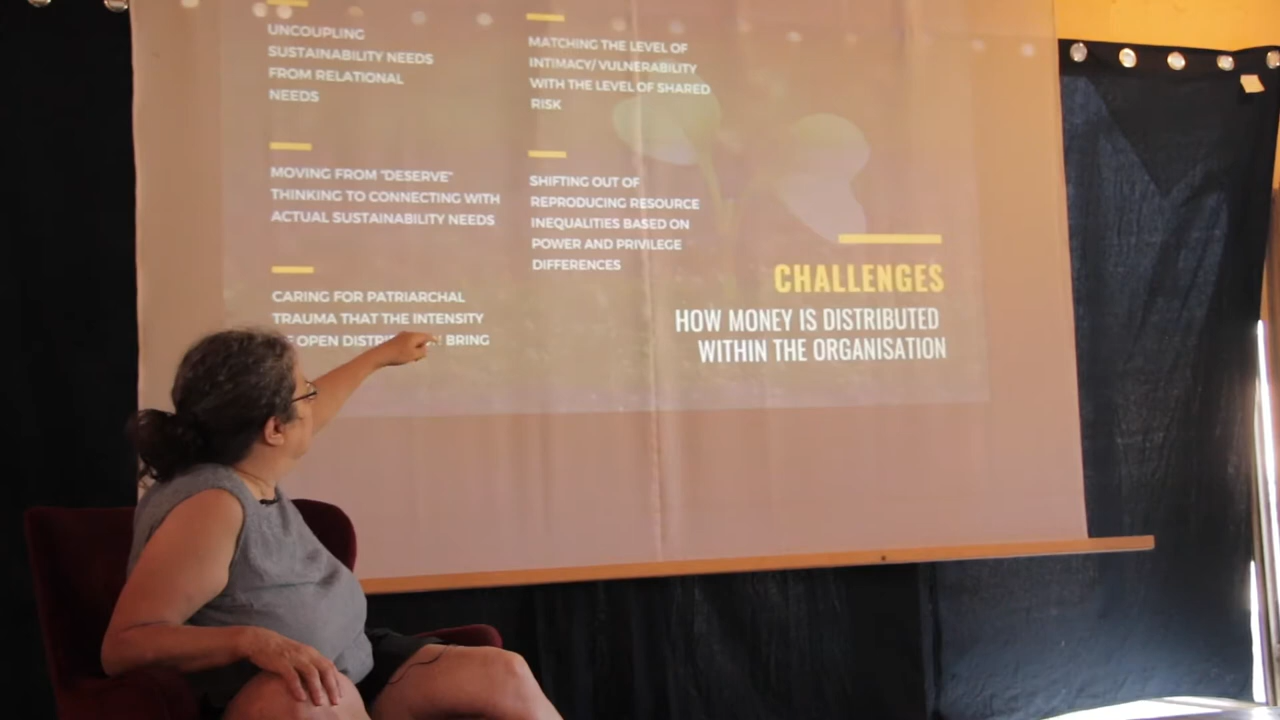 UNCOUPLING
SUSTAINABILITY NEEDS
FROM RELATIONAL
NEEDS
MOVING FROM "DESERVE"
THINKING TO CONNECTING WITH
ACTUAL SUSTAINABILITY NEEDS
CARING FOR PATRIARCHAL
TRAUMA THAT THE INTENSITY
OPEN BRING
MATCHING THE LEVEL OF
INTIMACY/ VULNERABILITY
WITH THE LEVEL OF SHARED
RISK
SHIFTING OUT OF
REPRODUCING RESOURCE
INEQUALITIES BASED ON
POWER AND PRIVILEGE
DIFFERENCES
CHALLENGES
HOW MONEY IS DISTRIBUTED
WITHIN THE ORGANISATION